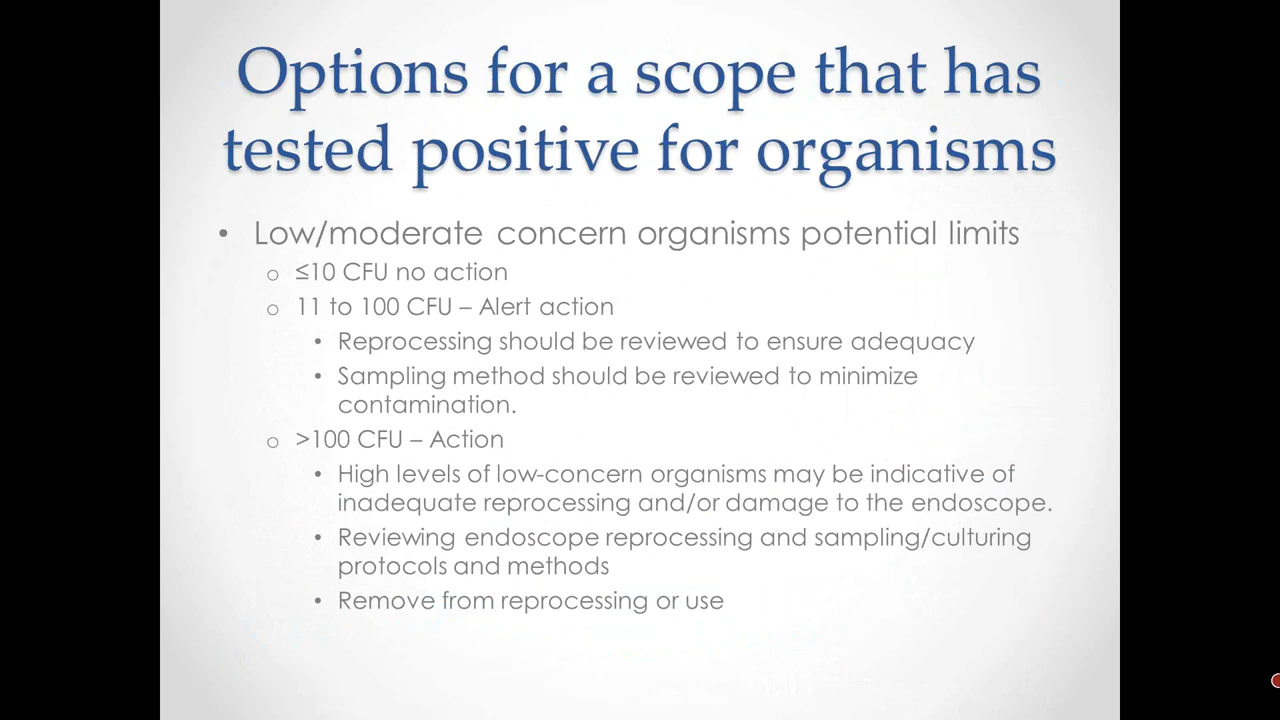 Options for a scope that has
tested positive for organisms
• Low/moderate concern organisms potential limits
o ≤10 CFU no action
o 11 to 100 CFU – Alert action
• Reprocessing should be reviewed to ensure adequacy
• Sampling method should be reviewed to minimize
contamination.
o >100 CFU – Action
• High levels of low-concern organisms may be indicative of
inadequate reprocessing and/or damage to the endoscope.
• Reviewing endoscope reprocessing and sampling/culturing
protocols and methods
• Remove from reprocessing or use